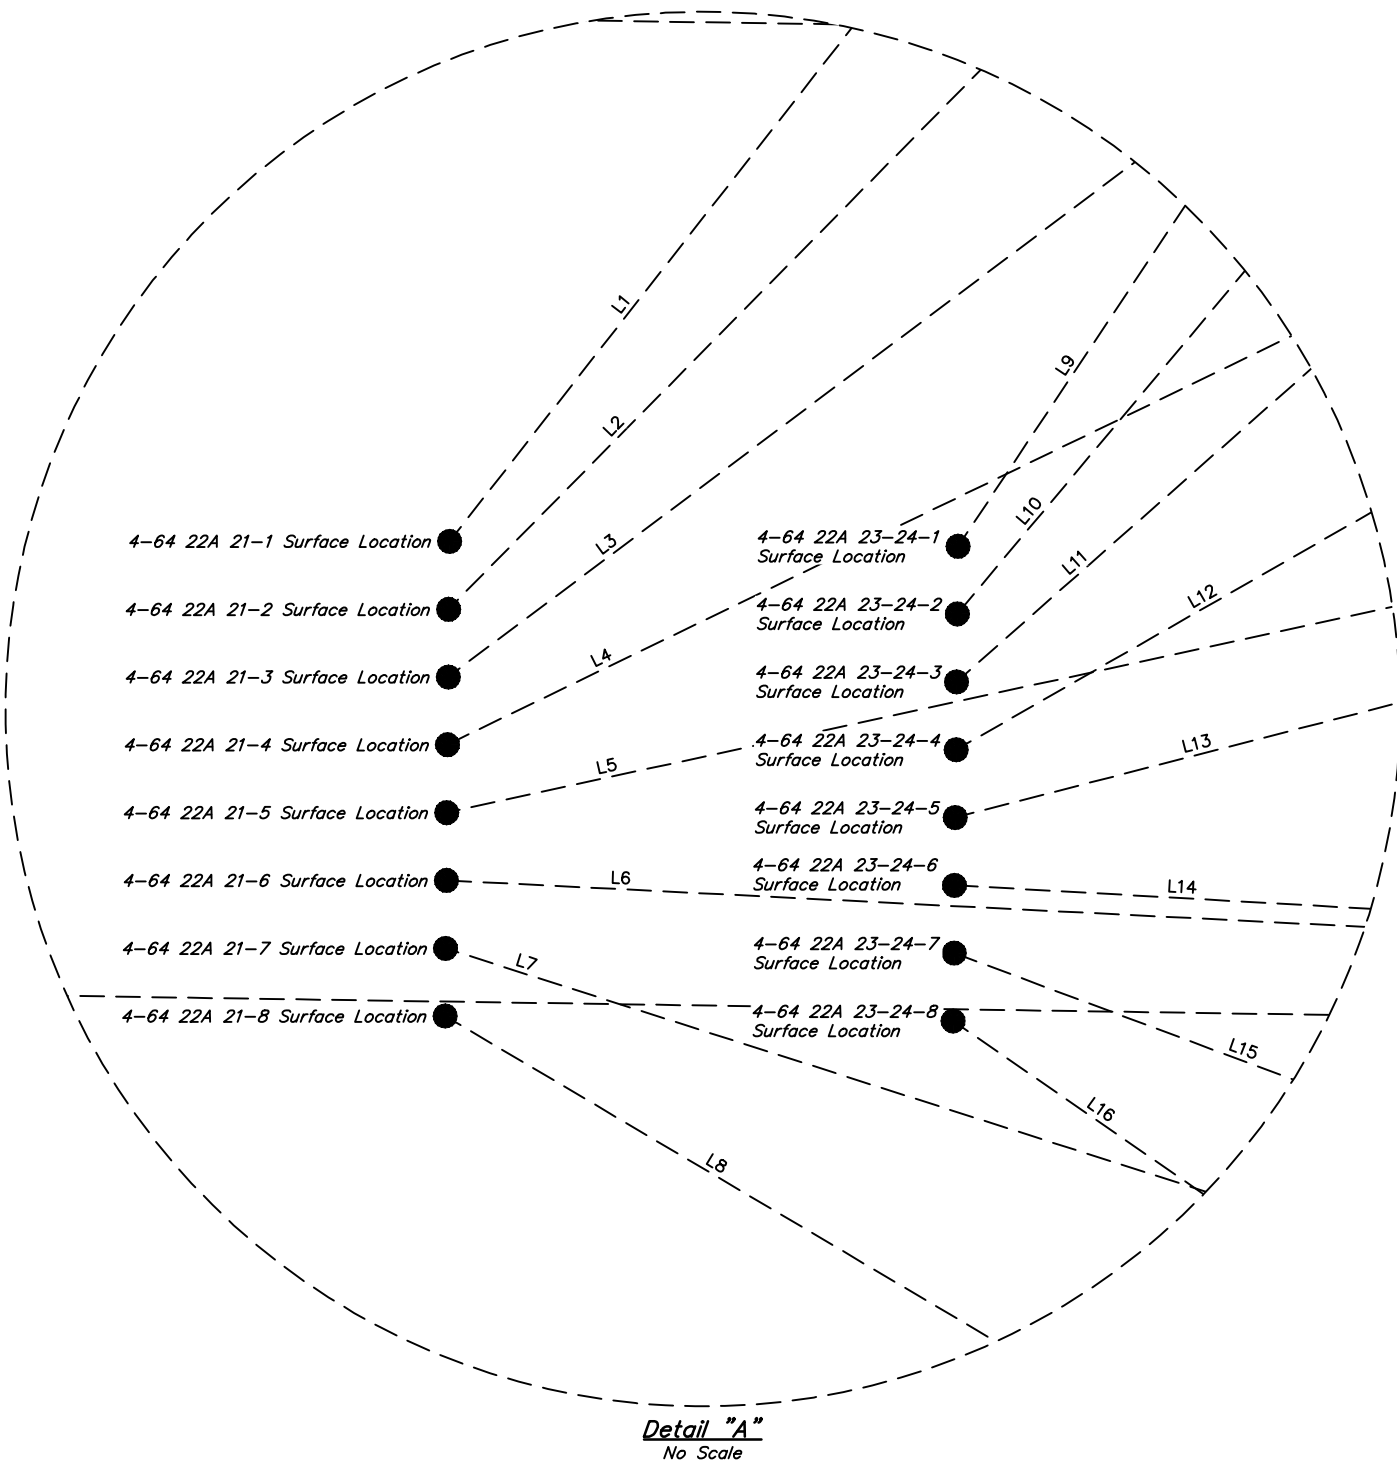 L1
L2
L3
L4
L5
L6
L7
L8
L9
L10
L11
L12
L13
L14
L15
L16
4-64 22A 21-1 Surface Location
4-64 22A 21-2 Surface Location
4-64 22A 21-3 Surface Location
4-64 22A 21-4 Surface Location
4-64 22A 21-5 Surface Location
4-64 22A 21-6 Surface Location
4-64 22A 21-7 Surface Location
4-64 22A 21-8 Surface Location
4-64 22A 23-24-1
Surface Location
4-64 22A 23-24-2
Surface Location
4-64 22A 23-24-3
Surface Location
4-64 22A 23-24-4
Surface Location
4-64 22A 23-24-5
Surface Location
4-64 22A 23-24-6
Surface Location
4-64 22A 23-24-7
Surface Location
4-64 22A 23-24-8
Surface Location
Detail "A"
No Scale